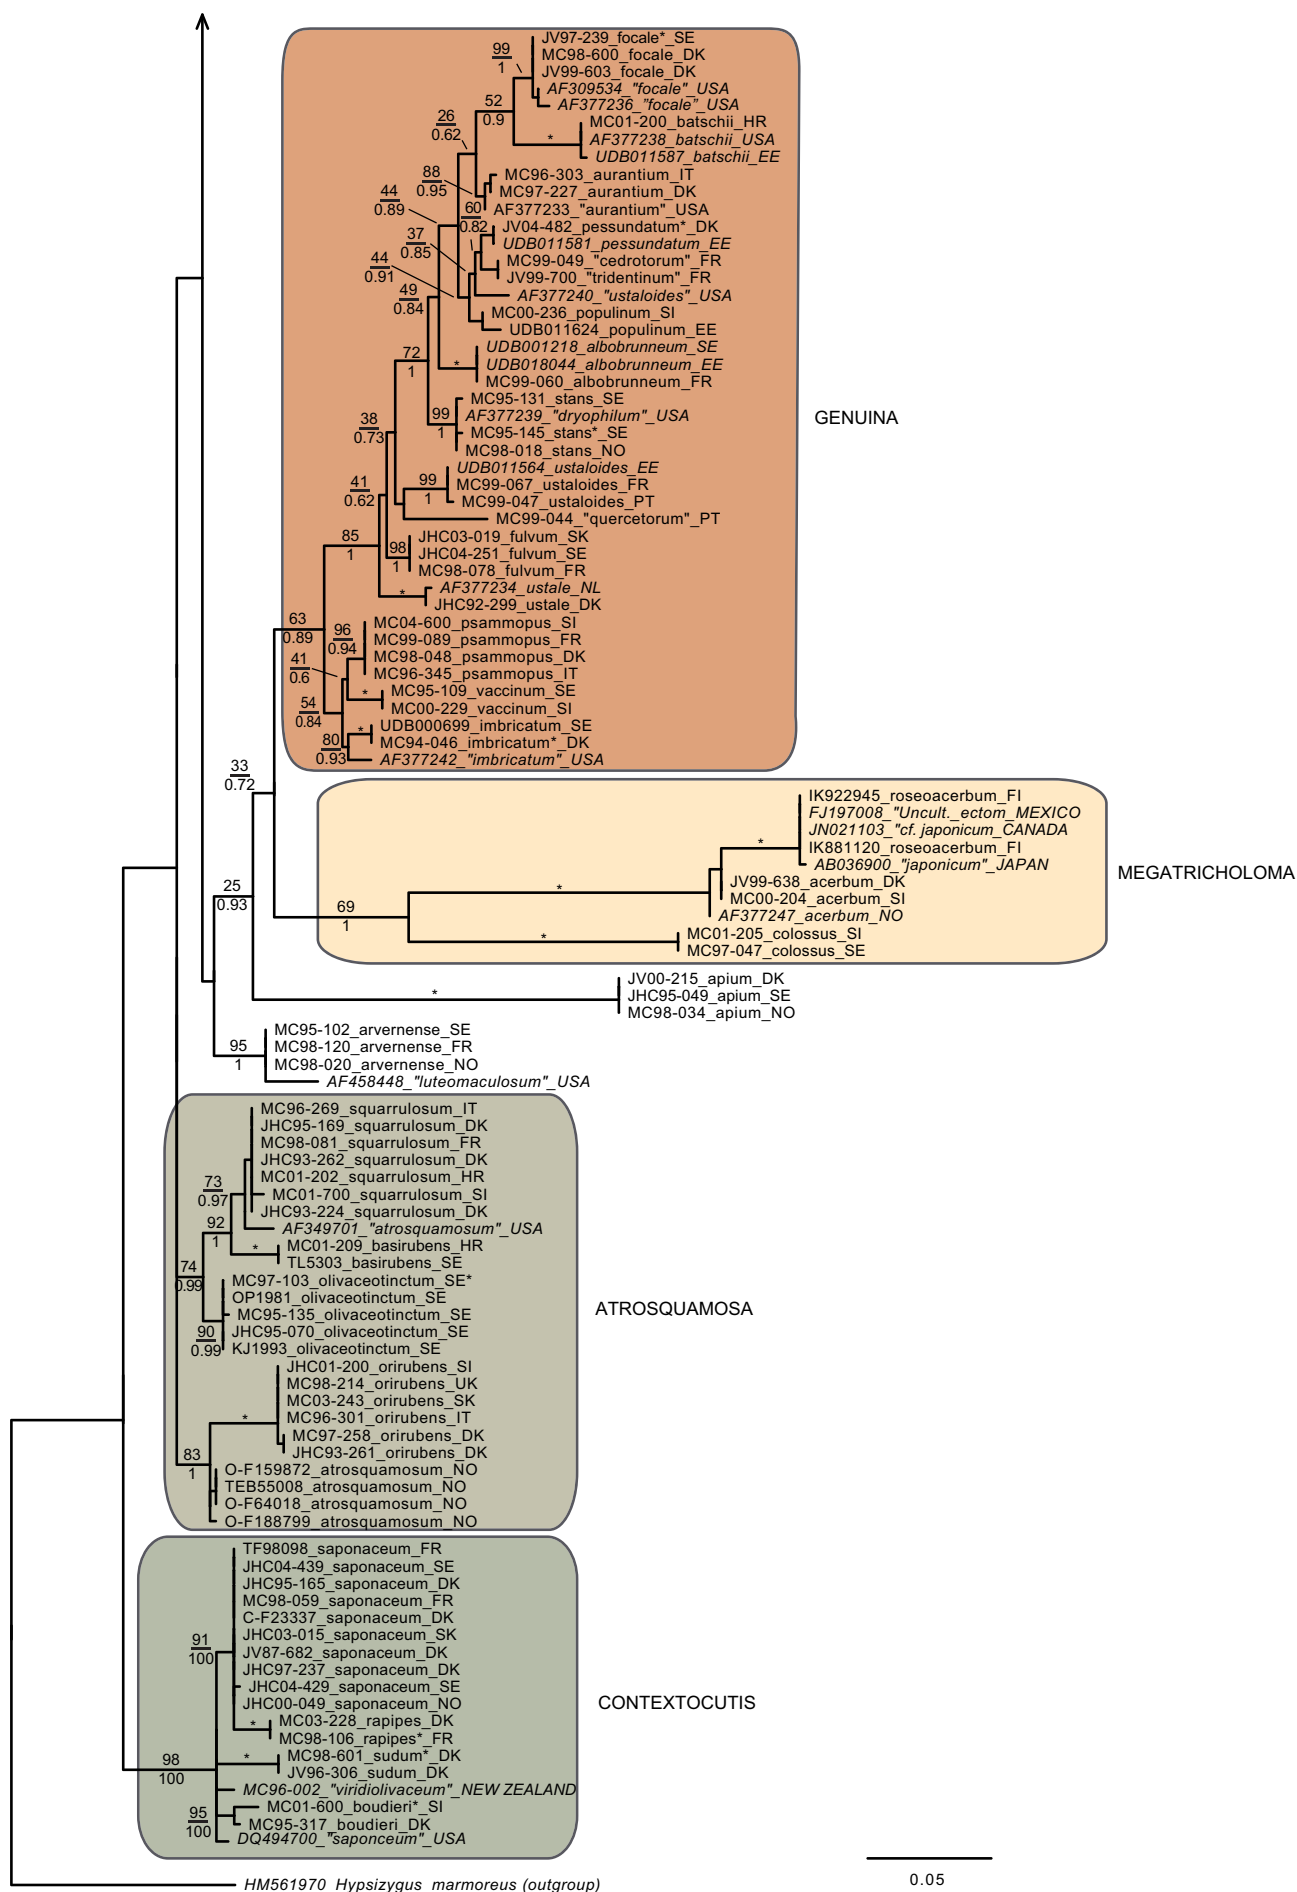 JV97-239_focale*_SE
99
1
MC98-600_focale_DK
JV99-603_focale_DK
AF309534_"focale"_USA
AF377236_"focale"_USA
52
0.9
MC01-200_batschii_HR
*
AF377238_batschii_USA
UDB011587_batschii_EE
26
0.62
MC96-303_aurantium_IT
88
0.95
MC97-227_aurantium_DK
AF377233_"aurantium"_USA
44
0.89
60
0.82
JV04-482_pessundatum*_DK
UDB011581_pessundatum_EE
37
0.85
MC99-049_"cedrotorum"_FR
JV99-700_"tridentinum"_FR
44
0.91
AF377240_"ustaloides"_USA
49
0.84
MC00-236_populinum_SI
UDB011624_populinum_EE
UDB001218_albobrunneum_SE
72
1
*
UDB018044_albobrunneum_EE
MC99-060_albobrunneum_FR
MC95-131_stans_SE
99
1
AF377239_"dryophilum"_USA
GENUINA
38
0.73
MC95-145_stans*_SE
MC98-018_stans_NO
UDB011564_ustaloides_EE
41
0.62
99
1
MC99-067_ustaloides_FR
MC99-047_ustaloides_PT
MC99-044_"quercetorum"_PT
85
1
98
1
JHC03-019_fulvum_SK
JHC04-251_fulvum_SE
MC98-078_fulvum_FR
*
AF377234_ustale_NL
JHC92-299_ustale_DK
63
0.89
MC04-600_psammopus_SI
96
0.94
MC99-089_psammopus_FR
MC98-048_psammopus_DK
41
0.6
MC96-345_psammopus_IT
*
MC95-109_vaccinum_SE
54
0.84
MC00-229_vaccinum_SI
*
UDB000699_imbricatum_SE
80
0.93
MC94-046_imbricatum*_DK
AF377242_"imbricatum"_USA
33
0.72
IK922945_roseoacerbum_FI
FJ197008_"Uncult._ectom_MEXICO
JN021103_"cf. japonicum_CANADA
*
IK881120_roseoacerbum_FI
AB036900_"japonicum"_JAPAN
MEGATRICHOLOMA
JV99-638_acerbum_DK
*
MC00-204_acerbum_SI
AF377247_acerbum_NO
25
0.93
69
1
MC01-205_colossus_SI
*
MC97-047_colossus_SE
JV00-215_apium_DK
*
JHC95-049_apium_SE
MC98-034_apium_NO
MC95-102_arvernense_SE
95
1
MC98-120_arvernense_FR
MC98-020_arvernense_NO
AF458448_"luteomaculosum"_USA
MC96-269_squarrulosum_IT
JHC95-169_squarrulosum_DK
MC98-081_squarrulosum_FR
JHC93-262_squarrulosum_DK
MC01-202_squarrulosum_HR
73
0.97
MC01-700_squarrulosum_SI
JHC93-224_squarrulosum_DK
92
1
AF349701_"atrosquamosum"_USA
*
MC01-209_basirubens_HR
TL5303_basirubens_SE
74
0.99
MC97-103_olivaceotinctum_SE*
OP1981_olivaceotinctum_SE
ATROSQUAMOSA
MC95-135_olivaceotinctum_SE
90
0.99
JHC95-070_olivaceotinctum_SE
KJ1993_olivaceotinctum_SE
JHC01-200_orirubens_SI
MC98-214_orirubens_UK
MC03-243_orirubens_SK
*
MC96-301_orirubens_IT
MC97-258_orirubens_DK
JHC93-261_orirubens_DK
83
1
O-F159872_atrosquamosum_NO
TEB55008_atrosquamosum_NO
O-F64018_atrosquamosum_NO
O-F188799_atrosquamosum_NO
TF98098_saponaceum_FR
JHC04-439_saponaceum_SE
JHC95-165_saponaceum_DK
MC98-059_saponaceum_FR
C-F23337_saponaceum_DK
JHC03-015_saponaceum_SK
91
100
JV87-682_saponaceum_DK
JHC97-237_saponaceum_DK
JHC04-429_saponaceum_SE
JHC00-049_saponaceum_NO
CONTEXTOCUTIS
*
MC03-228_rapipes_DK
MC98-106_rapipes*_FR
98
100
*
MC98-601_sudum*_DK
JV96-306_sudum_DK
MC96-002_"viridiolivaceum"_NEW ZEALAND
95
100
MC01-600_boudieri*_SI
MC95-317_boudieri_DK
DQ494700_"saponceum"_USA
0.05
HM561970_Hypsizygus_marmoreus (outgroup)